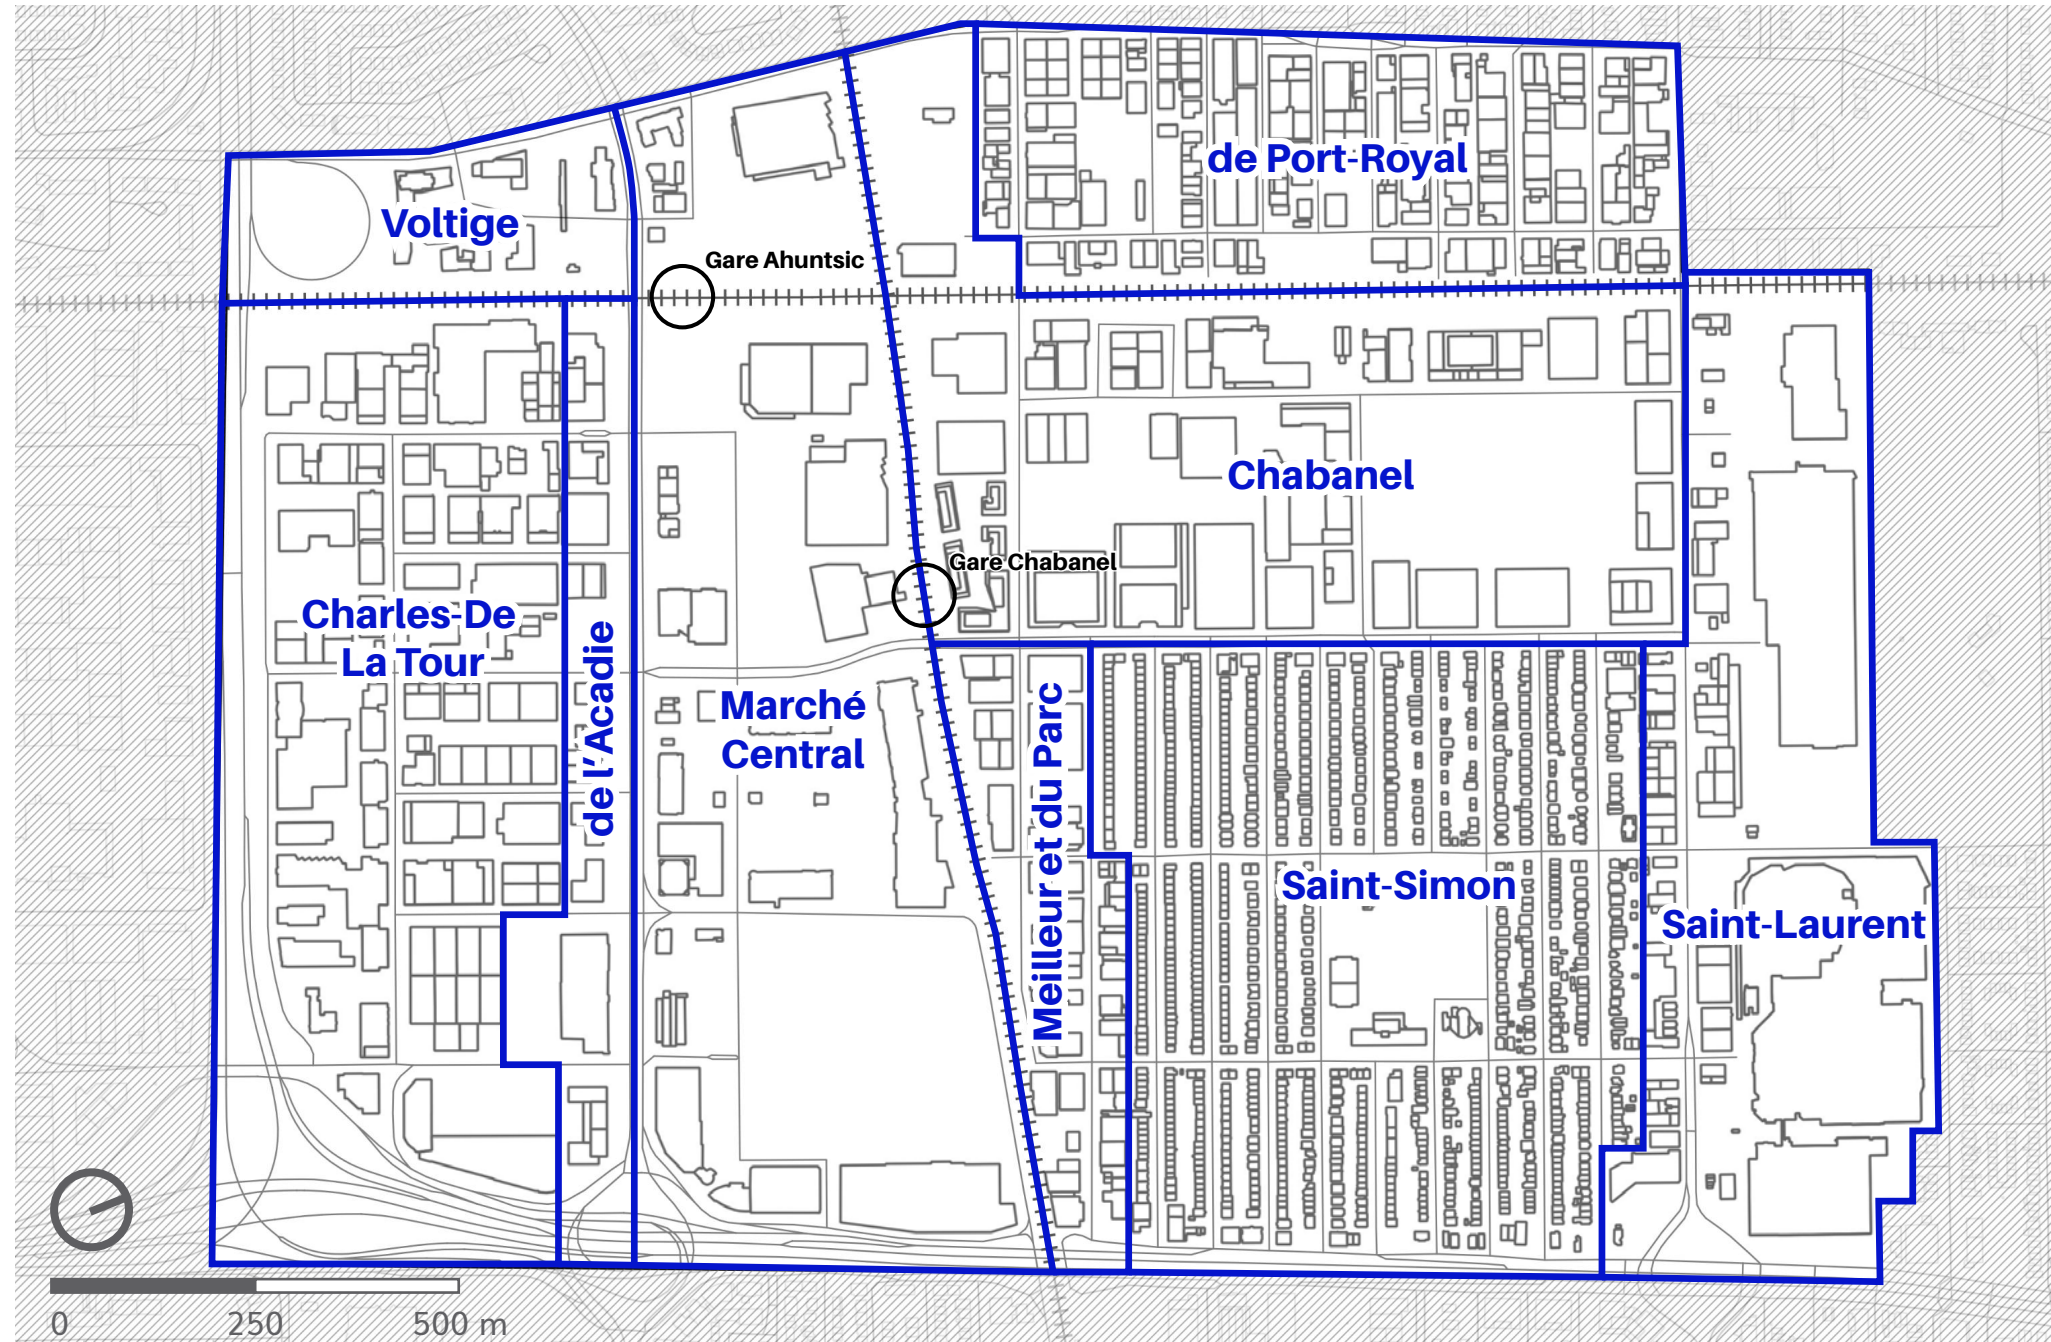 de Port-Royal
Voltige
Gare Ahuntsic
Chabanel
Gare Chabanel
Charles-De
La Tour
de l'Acadie
Marché
Central
Meilleur et du Parc
Saint-Simon
Saint-Laurent
0 250 500 m